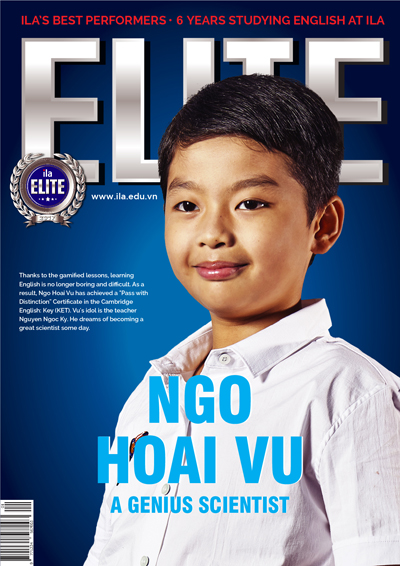 ILA'S BEST PERFORMERS • 6 YEARS STUDYING ENGLISH AT ILA
ELITE
ila
ELITE
www.ila.edu.vn
Thanks to the gamified lessons, learning
English is no longer boring and difficult. As a
result, Ngo Hoai Vu has achieved a "Pass with
Distinction" Certificate in the Cambridge
English: Key (KET). Vu's idol is the teacher
Nguyen Ngoc Ky. He dreams of becoming a
great scientist some day.
NGO
HOAI VU
A GENIUS SCIENTIST